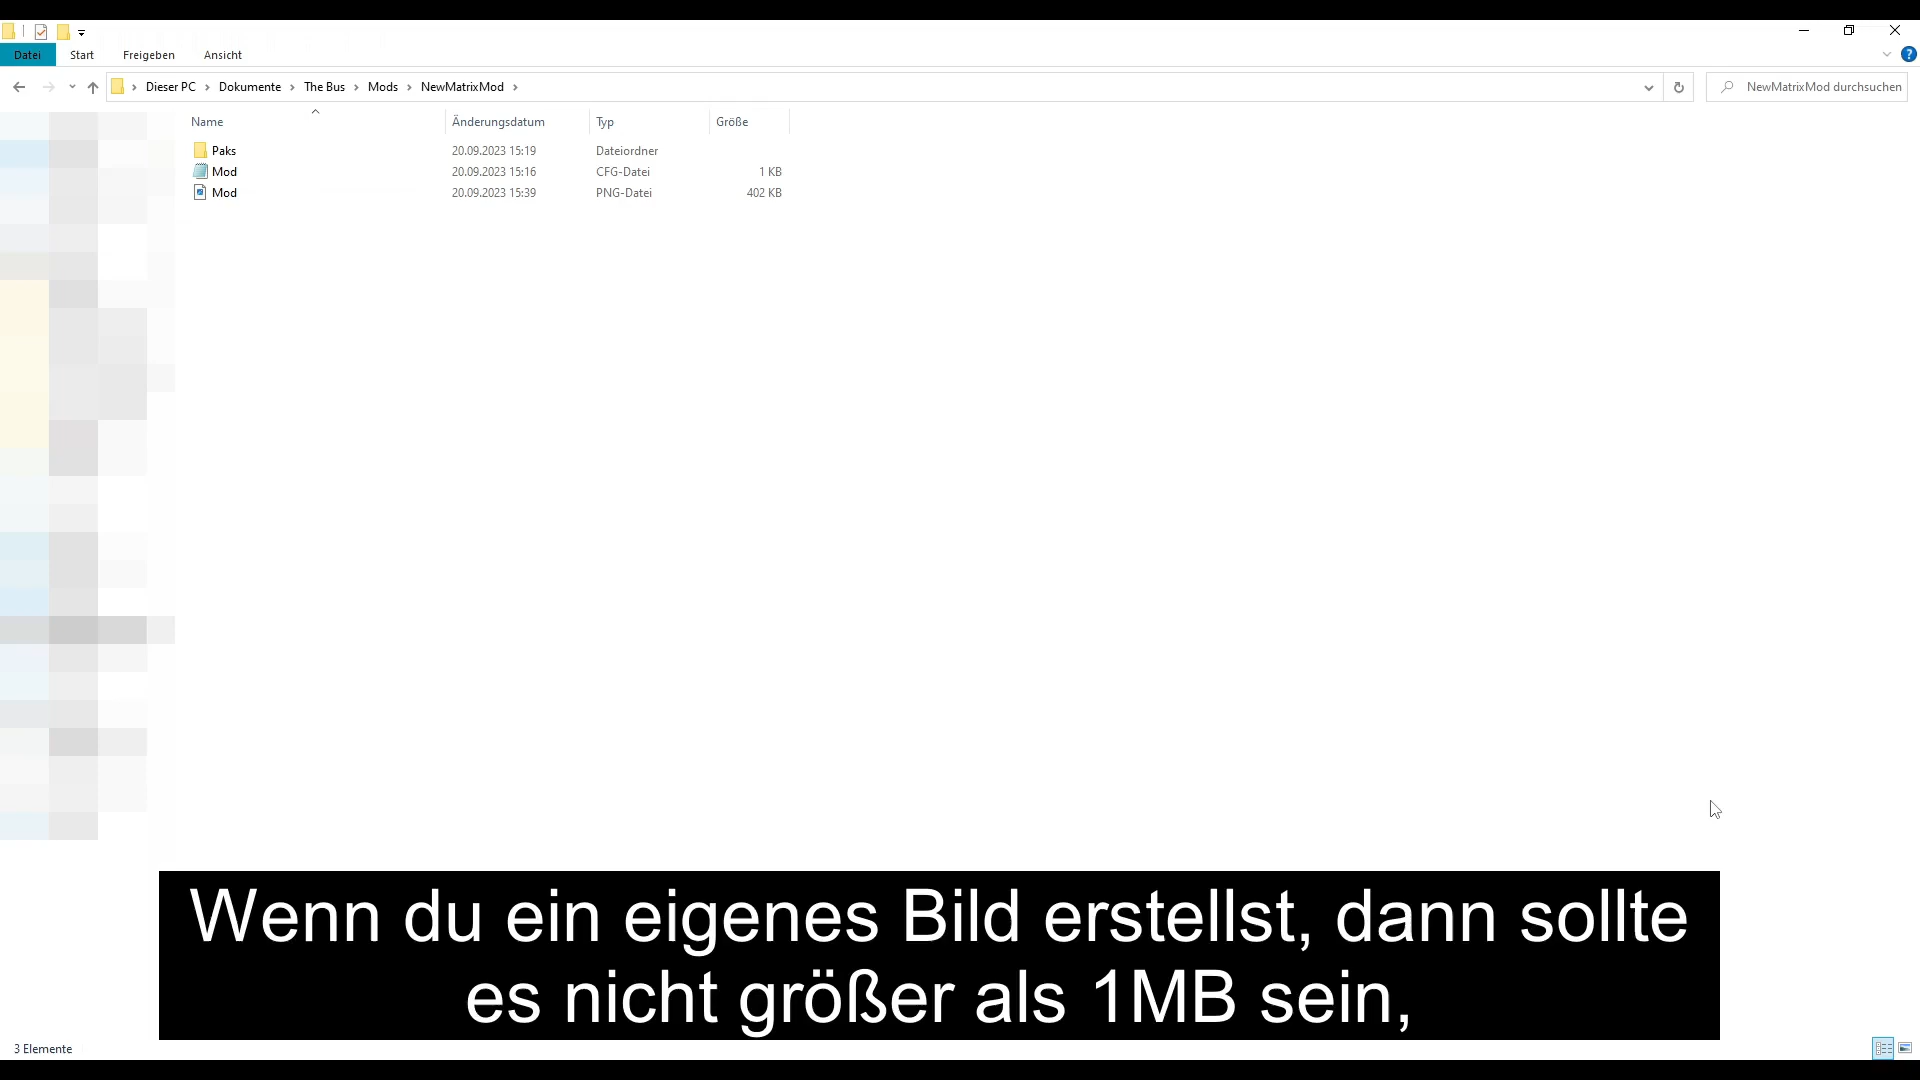 Datei Start Freigeben Ansicht ?
Dieser PC > Dokumente > The Bus > Mods > NewMatrixMod > NewMatrixMod durchsuchen
Name Änderungsdatum Typ Größe
Paks 20.09.2023 15:19 Dateiordner
Mod 20.09.2023 15:16 CFG-Datei 1 KB
Mod 20.09.2023 15:39 PNG-Datei 402 KB
Wenn du ein eigenes Bild erstellst, dann sollte
es nicht größer als 1MB sein,
3 Elemente